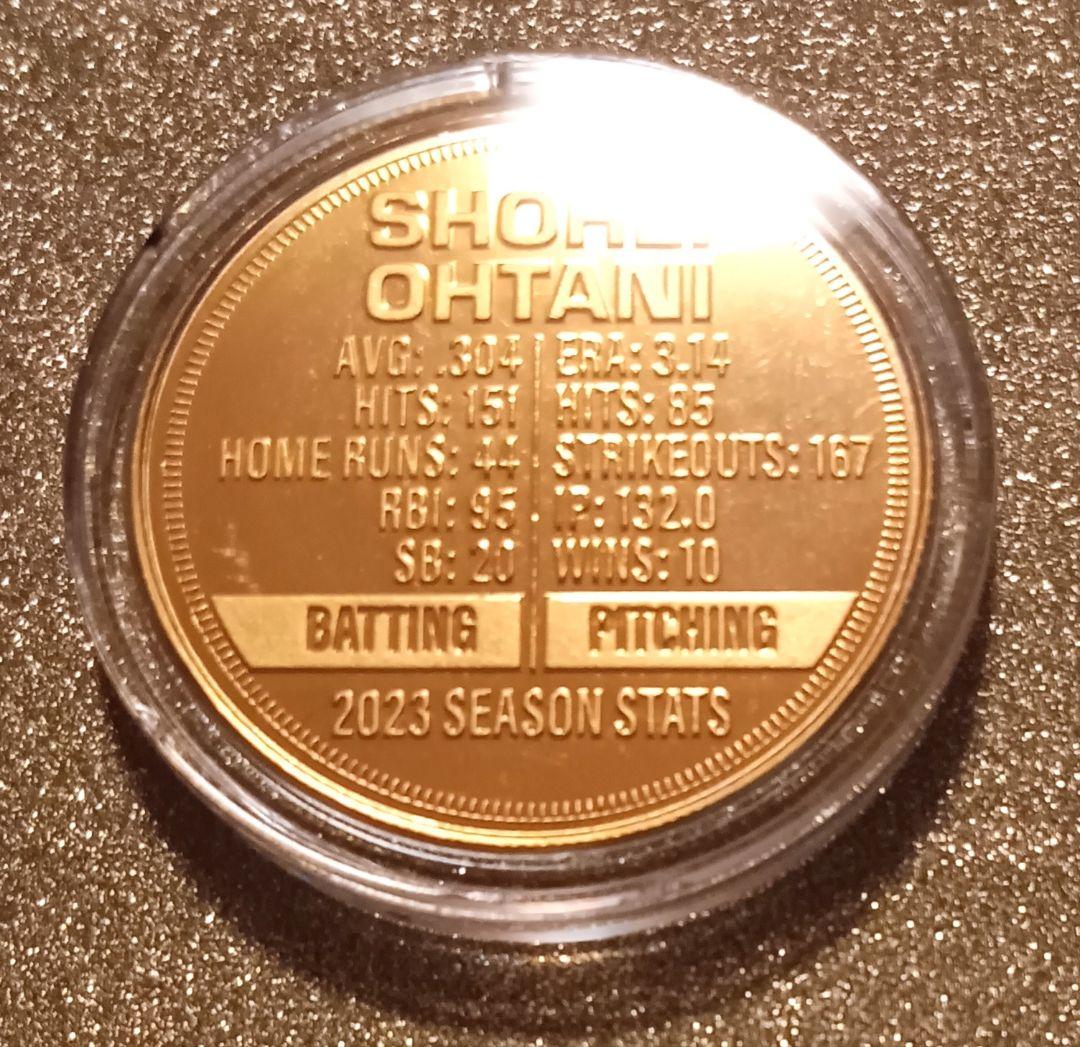 SHOHEI
OHTANI
AVG: .304 | ERA: 3.14
HITS: 151 | HITS: 85
HOME RUNS: 44 | STRIKEOUTS: 167
RBI: 95 | IP: 132.0
SB: 20 | WINS: 10
BATTING PITCHING
2023 SEASON STATS